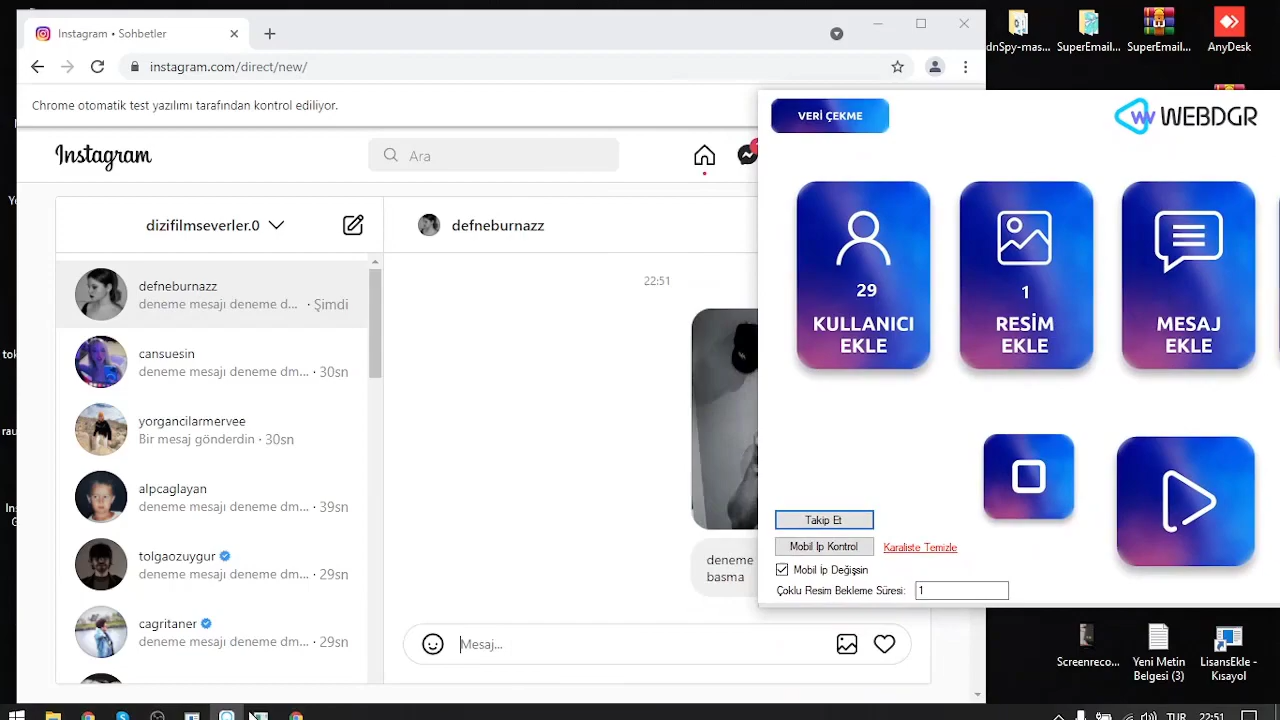 Instagram • Sohbetler
instagram.com/direct/new/
Chrome otomatik test yazılımı tarafından kontrol ediliyor.
Instagram
Ara
dizifilmseverler.0
defneburnazz
deneme mesajı deneme d... · Şimdi
cansuesin
deneme mesajı deneme dm... · 30sn
yorgancilarmervee
Bir mesaj gönderdin · 30sn
alpcaglayan
deneme mesajı deneme dm... · 39sn
tolgaozuygur
deneme mesajı deneme dm... · 29sn
cagritaner
deneme mesajı deneme dm... · 29sn
defneburnazz
22:51
deneme
basma
Mesaj...
VERİ ÇEKME
WEBDGR
29
KULLANICI
EKLE
1
RESİM
EKLE
MESAJ
EKLE
Takip Et
Mobil Ip Kontrol
Karaliste Temizle
Mobil Ip Değişsin
Çoklu Resim Bekleme Süresi:
1
dnSpy-mas...
SuperEmail...
SuperEmail...
AnyDesk
Screenreco...
Yeni Metin
Belgesi (3)
LisansEkle -
Kısayol
TUR
22:51